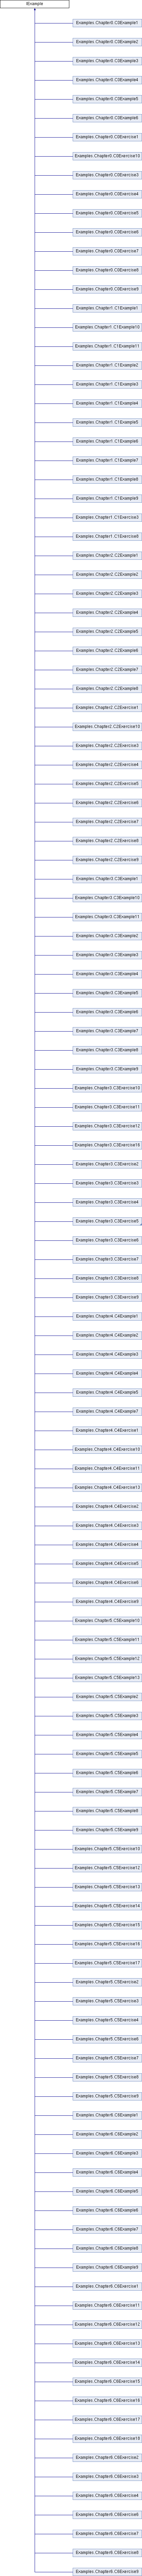 IExample
Examples.Chapter0.C0Example1
Examples.Chapter0.C0Example2
Examples.Chapter0.C0Example3
Examples.Chapter0.C0Example4
Examples.Chapter0.C0Example5
Examples.Chapter0.C0Example6
Examples.Chapter0.C0Exercise1
Examples.Chapter0.C0Exercise10
Examples.Chapter0.C0Exercise3
Examples.Chapter0.C0Exercise4
Examples.Chapter0.C0Exercise5
Examples.Chapter0.C0Exercise6
Examples.Chapter0.C0Exercise7
Examples.Chapter0.C0Exercise8
Examples.Chapter0.C0Exercise9
Examples.Chapter1.C1Example1
Examples.Chapter1.C1Example10
Examples.Chapter1.C1Example11
Examples.Chapter1.C1Example2
Examples.Chapter1.C1Example3
Examples.Chapter1.C1Example4
Examples.Chapter1.C1Example5
Examples.Chapter1.C1Example6
Examples.Chapter1.C1Example7
Examples.Chapter1.C1Example8
Examples.Chapter1.C1Example9
Examples.Chapter1.C1Exercise3
Examples.Chapter1.C1Exercise8
Examples.Chapter2.C2Example1
Examples.Chapter2.C2Example2
Examples.Chapter2.C2Example3
Examples.Chapter2.C2Example4
Examples.Chapter2.C2Example5
Examples.Chapter2.C2Example6
Examples.Chapter2.C2Example7
Examples.Chapter2.C2Example8
Examples.Chapter2.C2Exercise1
Examples.Chapter2.C2Exercise10
Examples.Chapter2.C2Exercise3
Examples.Chapter2.C2Exercise4
Examples.Chapter2.C2Exercise5
Examples.Chapter2.C2Exercise6
Examples.Chapter2.C2Exercise7
Examples.Chapter2.C2Exercise8
Examples.Chapter2.C2Exercise9
Examples.Chapter3.C3Example1
Examples.Chapter3.C3Example10
Examples.Chapter3.C3Example11
Examples.Chapter3.C3Example2
Examples.Chapter3.C3Example3
Examples.Chapter3.C3Example4
Examples.Chapter3.C3Example5
Examples.Chapter3.C3Example6
Examples.Chapter3.C3Example7
Examples.Chapter3.C3Example8
Examples.Chapter3.C3Example9
Examples.Chapter3.C3Exercise10
Examples.Chapter3.C3Exercise11
Examples.Chapter3.C3Exercise12
Examples.Chapter3.C3Exercise16
Examples.Chapter3.C3Exercise2
Examples.Chapter3.C3Exercise3
Examples.Chapter3.C3Exercise4
Examples.Chapter3.C3Exercise5
Examples.Chapter3.C3Exercise6
Examples.Chapter3.C3Exercise7
Examples.Chapter3.C3Exercise8
Examples.Chapter3.C3Exercise9
Examples.Chapter4.C4Example1
Examples.Chapter4.C4Example2
Examples.Chapter4.C4Example3
Examples.Chapter4.C4Example4
Examples.Chapter4.C4Example5
Examples.Chapter4.C4Example7
Examples.Chapter4.C4Exercise1
Examples.Chapter4.C4Exercise10
Examples.Chapter4.C4Exercise11
Examples.Chapter4.C4Exercise13
Examples.Chapter4.C4Exercise2
Examples.Chapter4.C4Exercise3
Examples.Chapter4.C4Exercise4
Examples.Chapter4.C4Exercise5
Examples.Chapter4.C4Exercise8
Examples.Chapter4.C4Exercise9
Examples.Chapter5.C5Example10
Examples.Chapter5.C5Example11
Examples.Chapter5.C5Example12
Examples.Chapter5.C5Example13
Examples.Chapter5.C5Example2
Examples.Chapter5.C5Example3
Examples.Chapter5.C5Example4
Examples.Chapter5.C5Example5
Examples.Chapter5.C5Example6
Examples.Chapter5.C5Example7
Examples.Chapter5.C5Example8
Examples.Chapter5.C5Example9
Examples.Chapter5.C5Exercise10
Examples.Chapter5.C5Exercise12
Examples.Chapter5.C5Exercise13
Examples.Chapter5.C5Exercise14
Examples.Chapter5.C5Exercise15
Examples.Chapter5.C5Exercise16
Examples.Chapter5.C5Exercise17
Examples.Chapter5.C5Exercise2
Examples.Chapter5.C5Exercise3
Examples.Chapter5.C5Exercise4
Examples.Chapter5.C5Exercise6
Examples.Chapter5.C5Exercise7
Examples.Chapter5.C5Exercise8
Examples.Chapter5.C5Exercise9
Examples.Chapter6.C6Example1
Examples.Chapter6.C6Example2
Examples.Chapter6.C6Example3
Examples.Chapter6.C6Example4
Examples.Chapter6.C6Example5
Examples.Chapter6.C6Example6
Examples.Chapter6.C6Example7
Examples.Chapter6.C6Example8
Examples.Chapter6.C6Example9
Examples.Chapter6.C6Exercise1
Examples.Chapter6.C6Exercise11
Examples.Chapter6.C6Exercise12
Examples.Chapter6.C6Exercise13
Examples.Chapter6.C6Exercise14
Examples.Chapter6.C6Exercise15
Examples.Chapter6.C6Exercise16
Examples.Chapter6.C6Exercise17
Examples.Chapter6.C6Exercise18
Examples.Chapter6.C6Exercise2
Examples.Chapter6.C6Exercise3
Examples.Chapter6.C6Exercise4
Examples.Chapter6.C6Exercise6
Examples.Chapter6.C6Exercise7
Examples.Chapter6.C6Exercise8
Examples.Chapter6.C6Exercise9